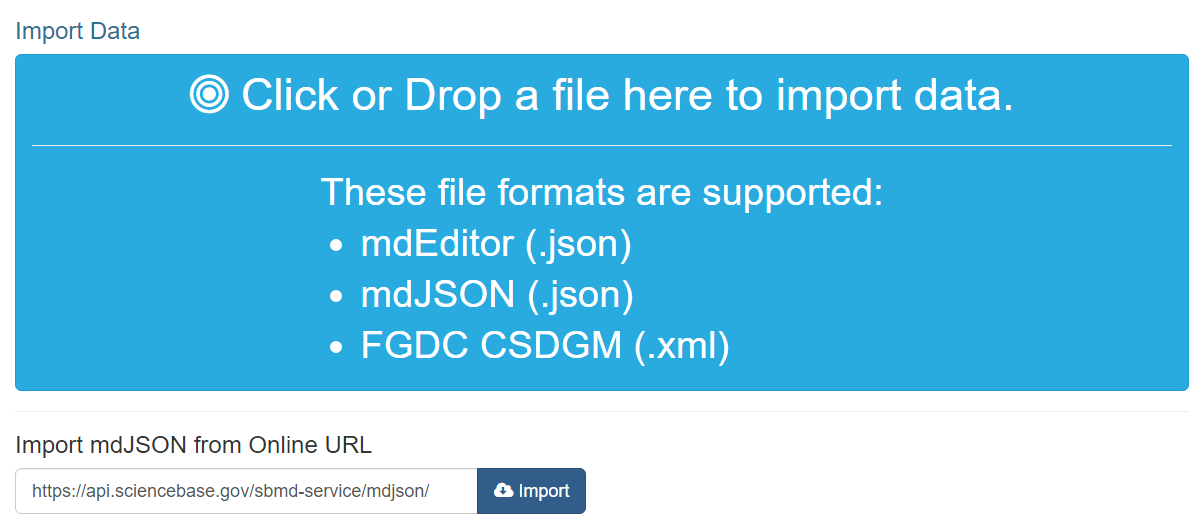 Import Data
Click or Drop a file here to import data.
These file formats are supported:
• mdEditor (.json)
• mdJSON (.json)
• FGDC CSDGM (.xml)
Import mdJSON from Online URL
https://api.sciencebase.gov/sbmd-service/mdjson/ Import